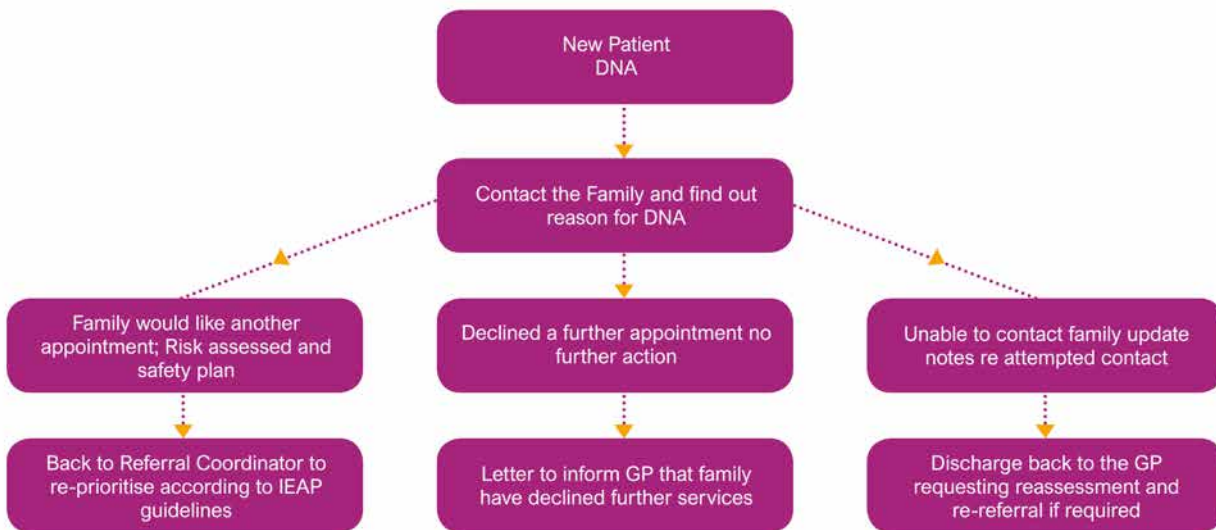 New Patient
DNA
Contact the Family and find out
reason for DNA
Family would like another
appointment; Risk assessed and
safety plan
Declined a further appointment no
further action
Unable to contact family update
notes re attempted contact
Back to Referral Coordinator to
re-prioritise according to IEAP
guidelines
Letter to inform GP that family
have declined further services
Discharge back to the GP
requesting reassessment and
re-referral if required